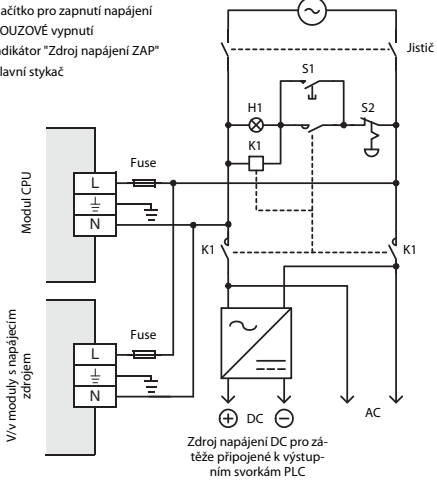 ačítko pro zapnutí napájení
OUZOVÉ vypnutí
ndikátor "Zdroj napájení ZAP"
lavní stykač
Jistič
S1
H1
S2
K1
Fuse
Modul CPU
L
N
K1
K1
Fuse
V/v moduly s napájecím
zdrojem
L
N
DC
AC
Zdroj napájení DC pro zá-
těže připojené k výstup-
ním svorkám PLC